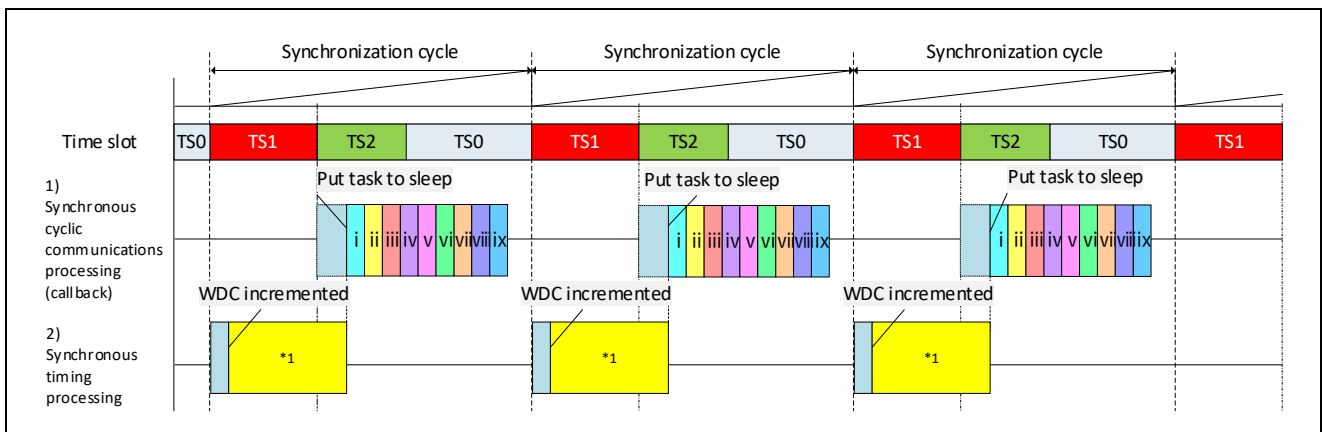 Synchronization cycle Synchronization cycle Synchronization cycle
Time slot TS0 TS1 TS2 TS0 TS1 TS2 TS0 TS1 TS2 TS0 TS1
Put task to sleep Put task to sleep Put task to sleep
1)
Synchronous
cyclic
communications
processing
(callback)
i ii iii iv v vi vii viii ix i ii iii iv v vi vii viii ix i ii iii iv v vi vii viii ix
WDC incremented WDC incremented WDC incremented
2)
Synchronous
timing
processing
*1 *1 *1